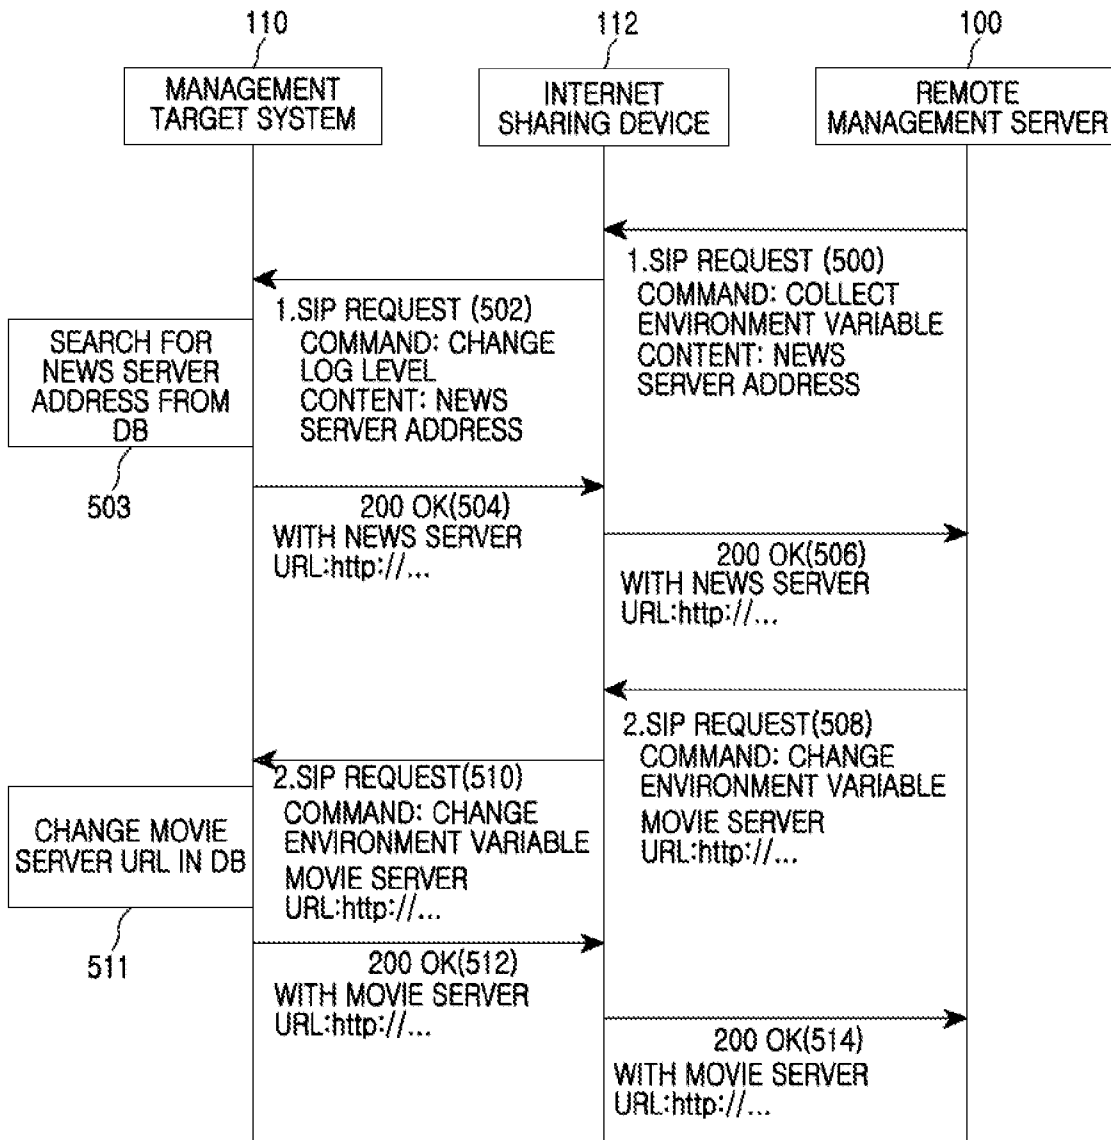 110
112
100
MANAGEMENT
TARGET SYSTEM
INTERNET
SHARING DEVICE
REMOTE
MANAGEMENT SERVER
1.SIP REQUEST (500)
COMMAND: COLLECT
ENVIRONMENT VARIABLE
CONTENT: NEWS
SERVER ADDRESS
1.SIP REQUEST (502)
COMMAND: CHANGE
LOG LEVEL
CONTENT: NEWS
SERVER ADDRESS
SEARCH FOR
NEWS SERVER
ADDRESS FROM
DB
503
200 OK(504)
WITH NEWS SERVER
URL:http://...
200 OK(506)
WITH NEWS SERVER
URL:http://...
2.SIP REQUEST(508)
COMMAND: CHANGE
ENVIRONMENT VARIABLE
MOVIE SERVER
URL:http://...
2.SIP REQUEST(510)
COMMAND: CHANGE
ENVIRONMENT VARIABLE
MOVIE SERVER
URL:http://...
CHANGE MOVIE
SERVER URL IN DB
511
200 OK(512)
WITH MOVIE SERVER
URL:http://...
200 OK(514)
WITH MOVIE SERVER
URL:http://...